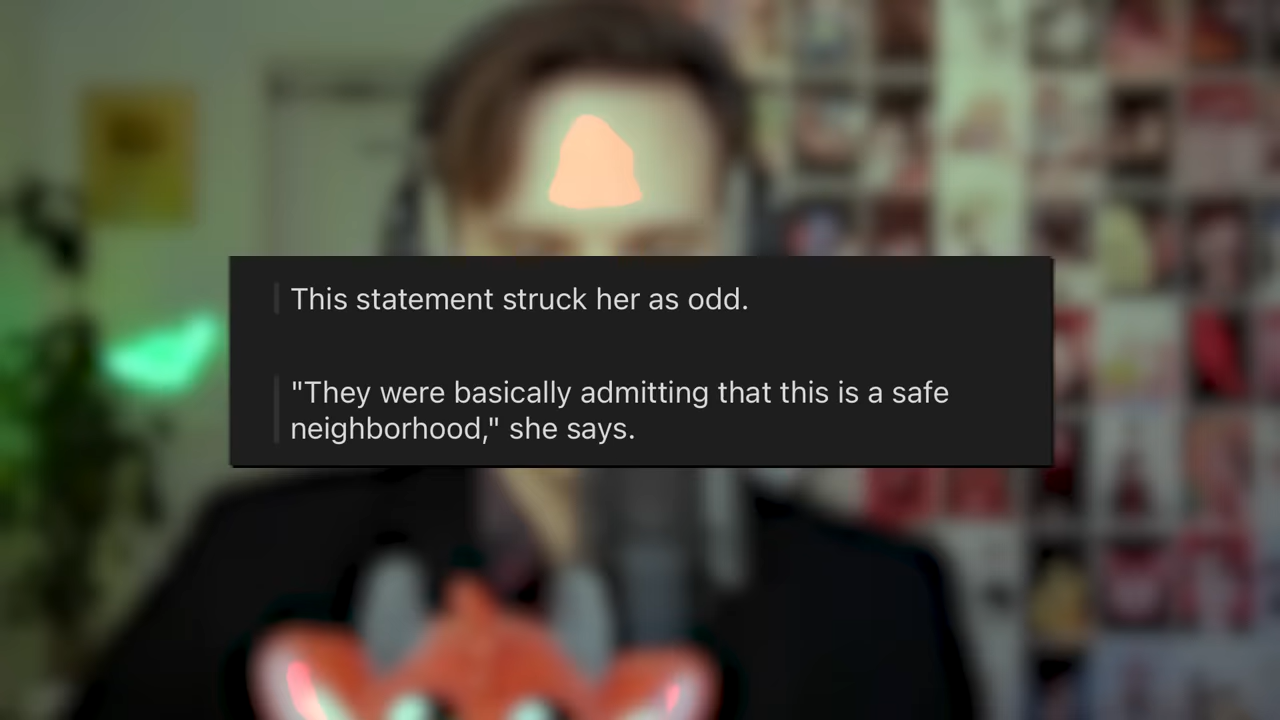 This statement struck her as odd.
"They were basically admitting that this is a safe
neighborhood," she says.